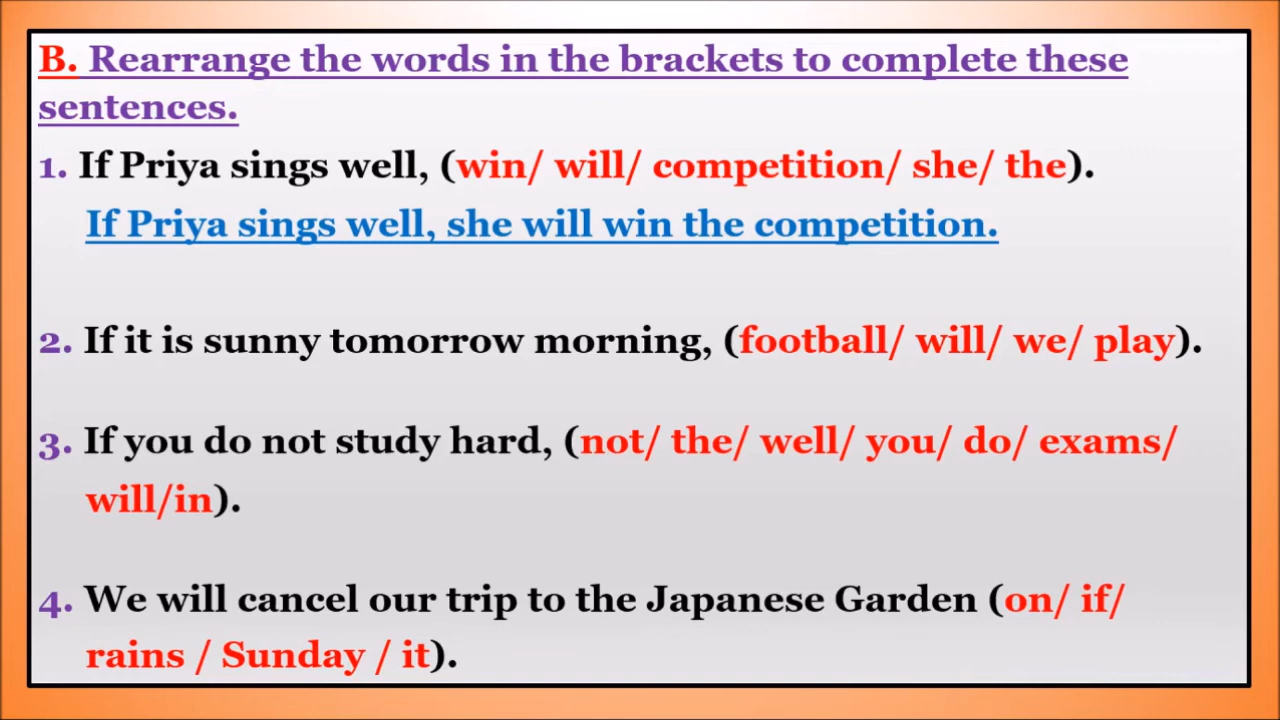 B. Rearrange the words in the brackets to complete these
sentences.
1. If Priya sings well, (win/ will/ competition/ she/ the).
If Priya sings well, she will win the competition.
2. If it is sunny tomorrow morning, (football/ will/ we/ play).
3. If you do not study hard, (not/ the/ well/ you/ do/ exams/
will/in).
4. We will cancel our trip to the Japanese Garden (on/ if/
rains / Sunday / it).